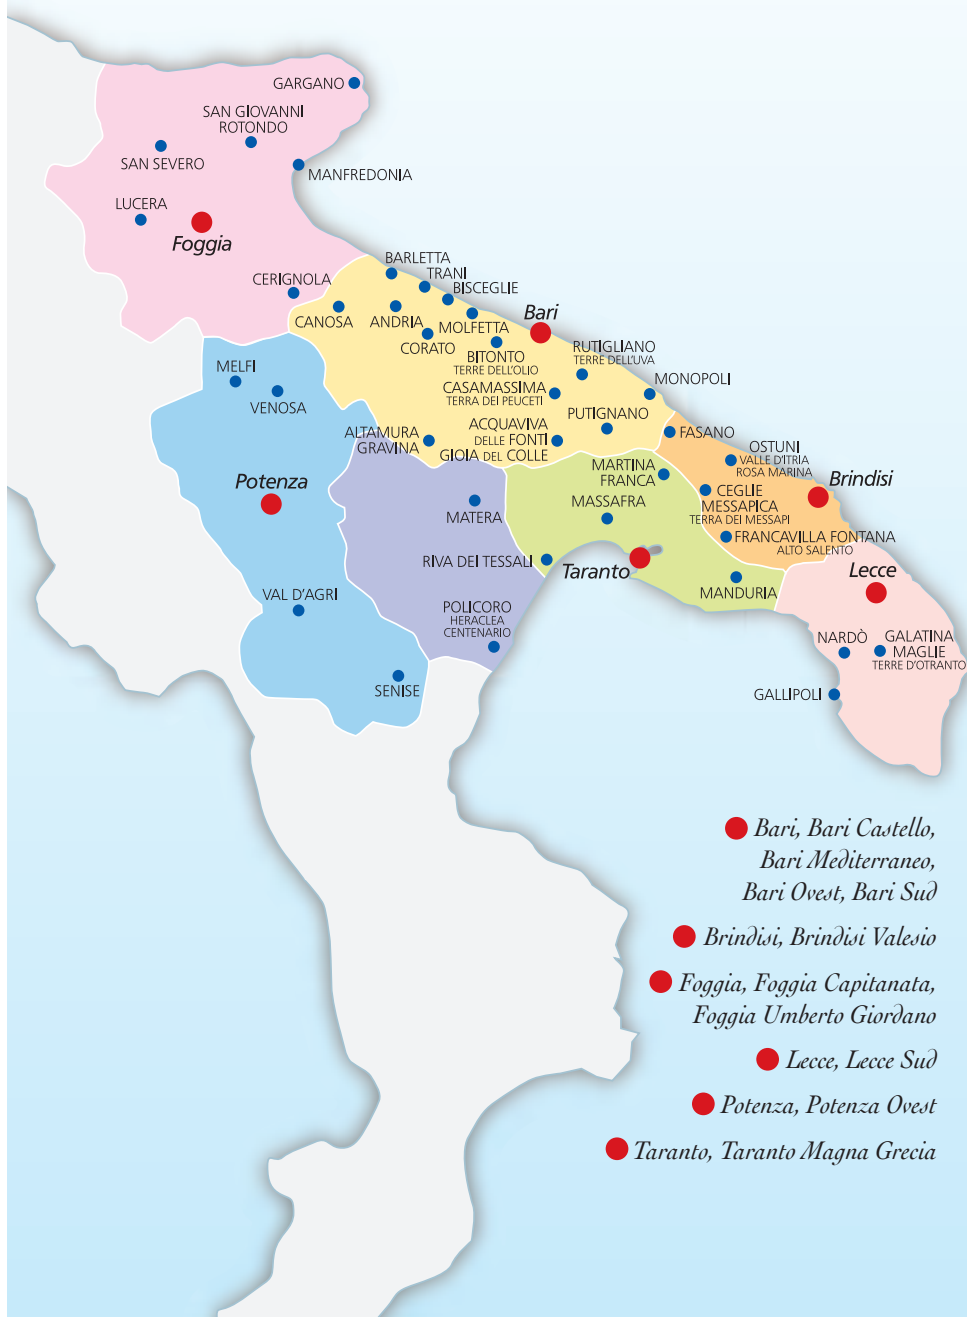 GARGANO
SAN GIOVANNI
ROTONDO
SAN SEVERO
MANFREDONIA
LUCERA
Foggia
CERIGNOLA
BARLETTA
TRANI
BISCEGLIE
CANOSA
ANDRIA
MOLFETTA
Bari
CORATO
BITONTO
TERRE DELL'OLIO
RUTIGLIANO
TERRE DELL'UVA
MELFI
VENOSA
CASAMASSIMA
TERRA DEI PEUCETI
MONOPOLI
PUTIGNANO
ALTAMURA
GRAVINA
ACQUAVIVA
DELLE FONTI
GIOIA DEL COLLE
FASANO
OSTUNI
VALLE D'ITRIA
ROSA MARINA
Potenza
MATERA
MARTINA
FRANCA
MASSAFRA
CEGLIE
MESSAPICA
TERRA DEI MESSAPI
Brindisi
FRANCAVILLA FONTANA
ALTO SALENTO
RIVA DEI TESSALI
Taranto
MANDURIA
Lecce
VAL D'AGRI
POLICORO
HERACLEA
CENTENARIO
SENISE
NARDÒ
GALATINA
MAGLIE
TERRE D'OTRANTO
GALLIPOLI
Bari, Bari Castello,
Bari Mediterraneo,
Bari Ovest, Bari Sud
Brindisi, Brindisi Valesio
Foggia, Foggia Capitanata,
Foggia Umberto Giordano
Lecce, Lecce Sud
Potenza, Potenza Ovest
Taranto, Taranto Magna Grecia